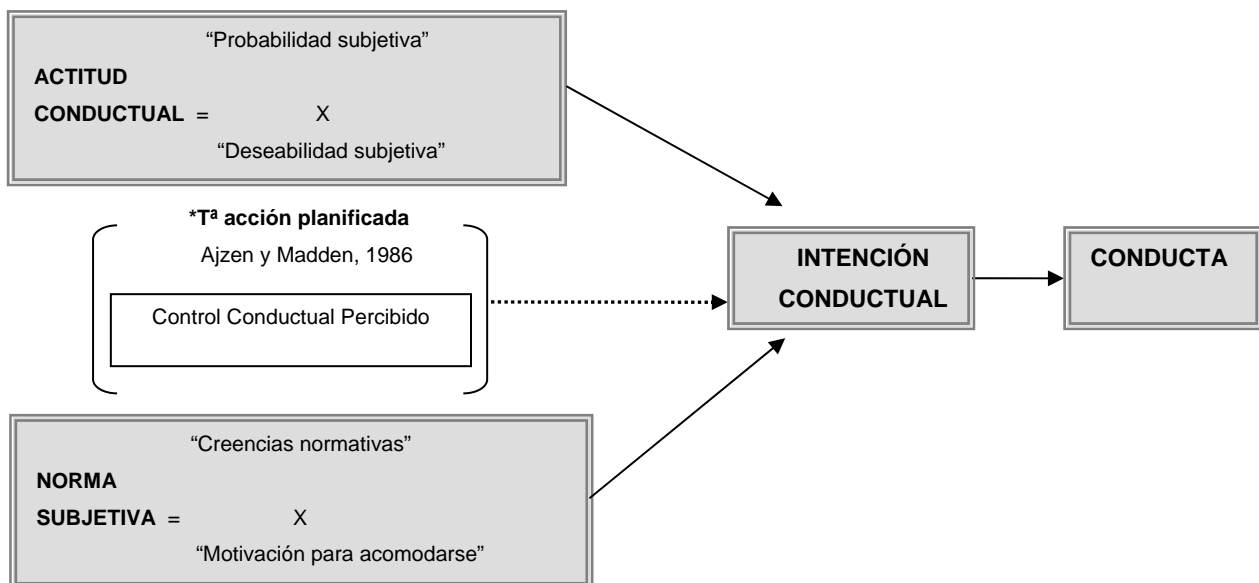 “Probabilidad subjetiva”
ACTITUD
CONDUCTUAL = X
“Deseabilidad subjetiva”
*Tª acción planificada
Ajzen y Madden, 1986
Control Conductual Percibido
INTENCIÓN
CONDUCTUAL
CONDUCTA
“Creencias normativas”
NORMA
SUBJETIVA = X
“Motivación para acomodarse”